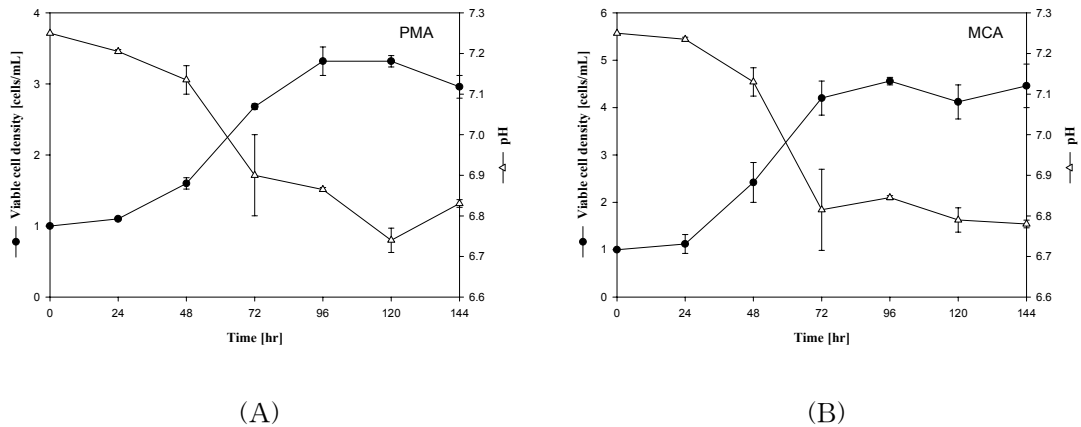 PMA
4
3
2
1
0
7.3
7.2
7.1
7.0
6.9
6.8
6.7
6.6
0 24 48 72 96 120 144
Time [hr]
Viable cell density [cells/mL]
pH
(A)
MCA
6
5
4
3
2
1
0
7.3
7.2
7.1
7.0
6.9
6.8
6.7
6.6
0 24 48 72 96 120 144
Time [hr]
Viable cell density [cells/mL]
pH
(B)